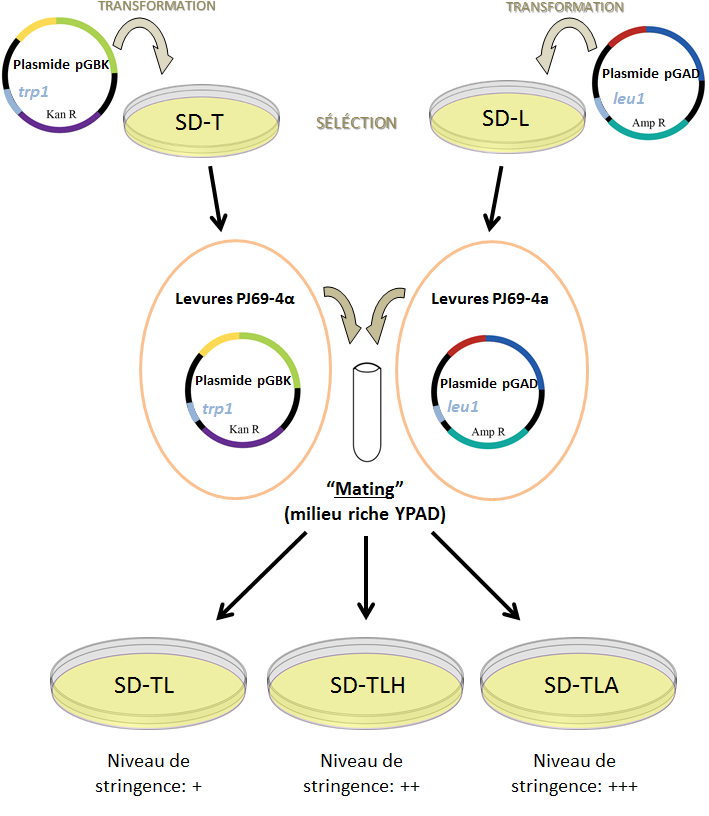 TRANSFORMATION
TRANSFORMATION
Plasmide pGBK
trp1
Kan R
SD-T
SÉLÉCTION
SD-L
Plasmide pGAD
leu1
Amp R
Levures PJ69-4α
Levures PJ69-4a
Plasmide pGBK
trp1
Kan R
Plasmide pGAD
leu1
Amp R
“Mating”
(milieu riche YPAD)
SD-TL
SD-TLH
SD-TLA
Niveau de
stringence: +
Niveau de
stringence: ++
Niveau de
stringence: +++